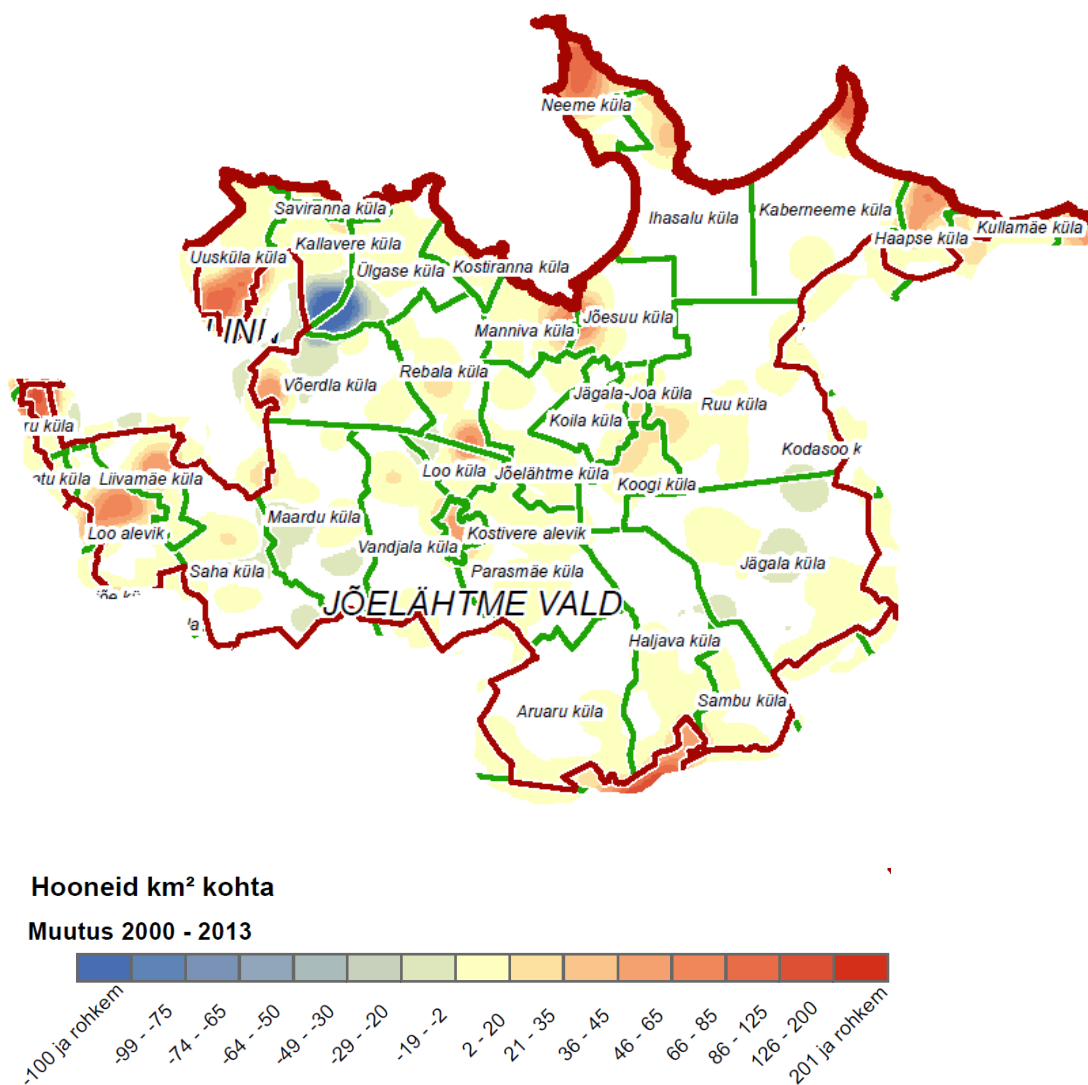 Neeme küla
Saviranna küla
Ihasalu küla
Kaberneeme küla
Kallavere küla
Haapse küla
Kullamäe küla
Uusküla küla
Ülgase küla
Kostiranna küla
LINN
Manniva küla
Jõesuu küla
Võerdla küla
Rebala küla
Jägala-Joa küla
Ruu küla
ru küla
Koila küla
Kodasoo k
otu küla
Liivamäe küla
Loo küla
Jõelähtme küla
Koogi küla
Maardu küla
Loo alevik
Kostivere alevik
Vandjala küla
Saha küla
Parasmäe küla
Jägala küla
JÕELÄHTME VALD
Haljava küla
Aruaru küla
Sambu küla
Hooneid km² kohta
Muutus 2000 - 2013
-100 ja rohkem
-99 - -75
-74 - -65
-64 - -50
-49 - -30
-29 - -20
-19 - -2
2 - 20
21 - 35
36 - 45
46 - 65
66 - 85
86 - 125
126 - 200
201 ja rohkem